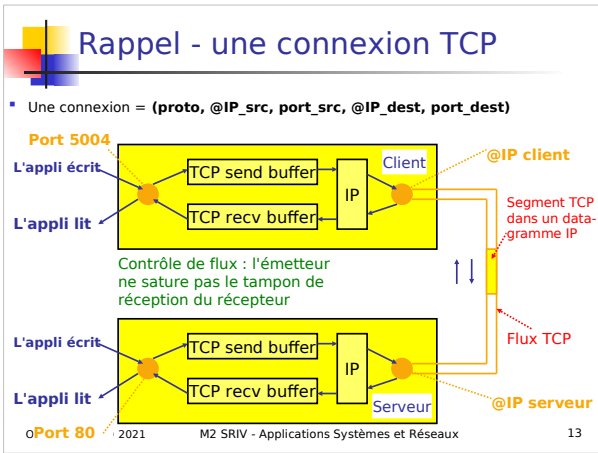 Rappel - une connexion TCP
Une connexion = (proto, @IP_src, port_src, @IP_dest, port_dest)
Port 5004
L'appli écrit
L'appli lit
TCP send buffer
TCP recv buffer
IP
Client
@IP client
Segment TCP
dans un data-
gramme IP
Contrôle de flux : l'émetteur
ne sature pas le tampon de
réception du récepteur
Flux TCP
L'appli écrit
L'appli lit
TCP send buffer
TCP recv buffer
IP
Serveur
@IP serveur
Port 80
2021
M2 SRIV - Applications Systèmes et Réseaux
13